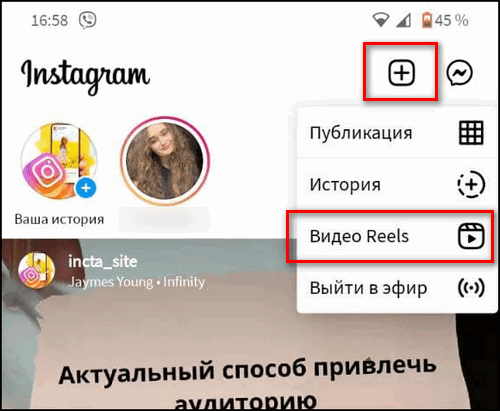 16:58
45 %
Instagram
Публикация
История
Видео Reels
Выйти в эфир
Ваша история
incta_site
Jaymes Young • Infinity
Актуальный способ привлечь
аудиторию